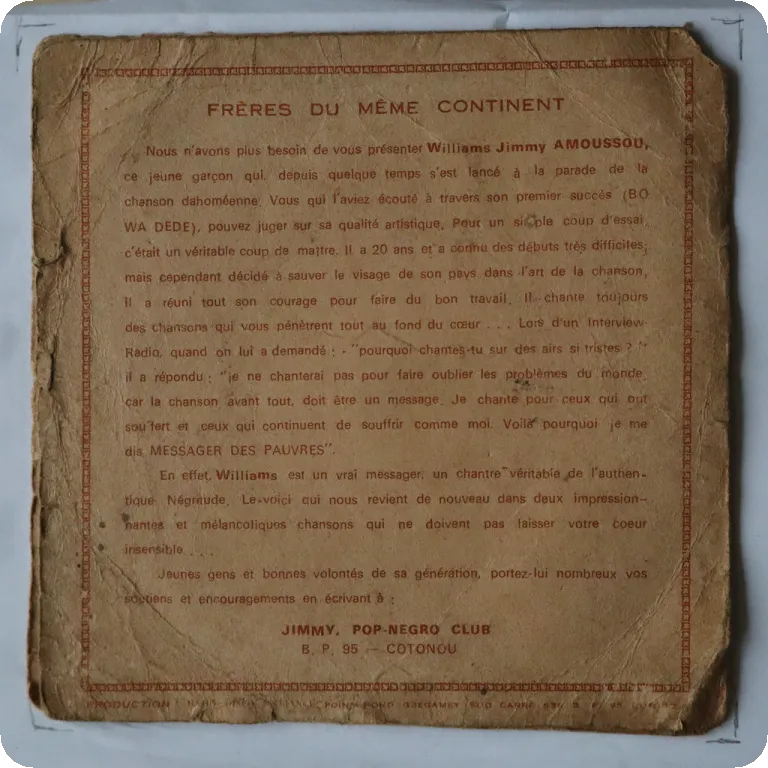 FRÈRES DU MÊME CONTINENT
Nous n'avons plus besoin de vous présenter Williams Jimmy AMOUSSOU,
ce jeune garçon qui, depuis quelque temps s'est lancé à la parade de la
chanson dahoméenne. Vous qui l'aviez écouté à travers son premier succès (BO
WA DEDE), pouvez juger sur sa qualité artistique. Pour un simple coup d'essai
c'était un véritable coup de maître. Il a 20 ans et a connu des débuts très difficiles;
mais cependant décidé à sauver le visage de son pays dans l'art de la chanson,
il a réuni tout son courage pour faire du bon travail. Il chante toujours
des chansons qui vous pénètrent tout au fond du cœur . . . Lors d'un Interview
Radio, quand on lui a demandé : - "pourquoi chantes-tu sur des airs si tristes ? "
il a répondu : "je ne chanterai pas pour faire oublier les problèmes du monde
car la chanson avant tout, doit être un message. Je chante pour ceux qui ont
souffert et ceux qui continuent de souffrir comme moi. Voilà pourquoi je me
dis MESSAGER DES PAUVRES".
En effet, Williams est un vrai messager, un chantre véritable de l'authen-
tique Négritude. Le-voici qui nous revient de nouveau dans deux impression-
nantes et mélancoliques chansons qui ne doivent pas laisser votre coeur
insensible . . .
Jeunes gens et bonnes volontés de sa génération, portez-lui nombreux vos
soutiens et encouragements en écrivant à :
JIMMY, POP-NEGRO CLUB
B. P. 95 — COTONOU
PRODUCTION POINT-ROND GBEGAMEY SUD CARRE